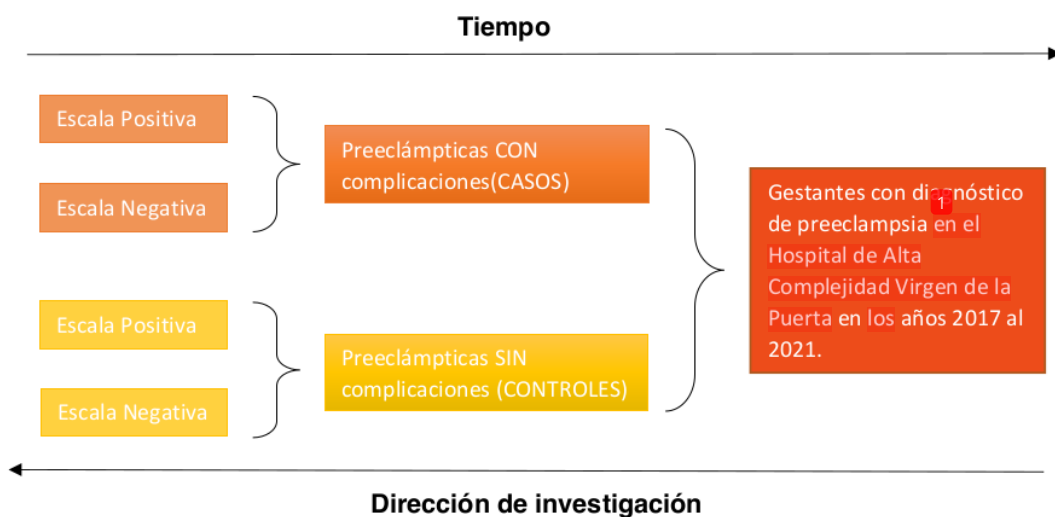 Tiempo
Escala Positiva
Escala Negativa
Preeclámpticas CON
complicaciones(CASOS)
Escala Positiva
Escala Negativa
Preeclámpticas SIN
complicaciones (CONTROLES)
Gestantes con diagnóstico
1
de preeclampsia en el
Hospital de Alta
Complejidad Virgen de la
Puerta en los años 2017 al
2021.
Dirección de investigación